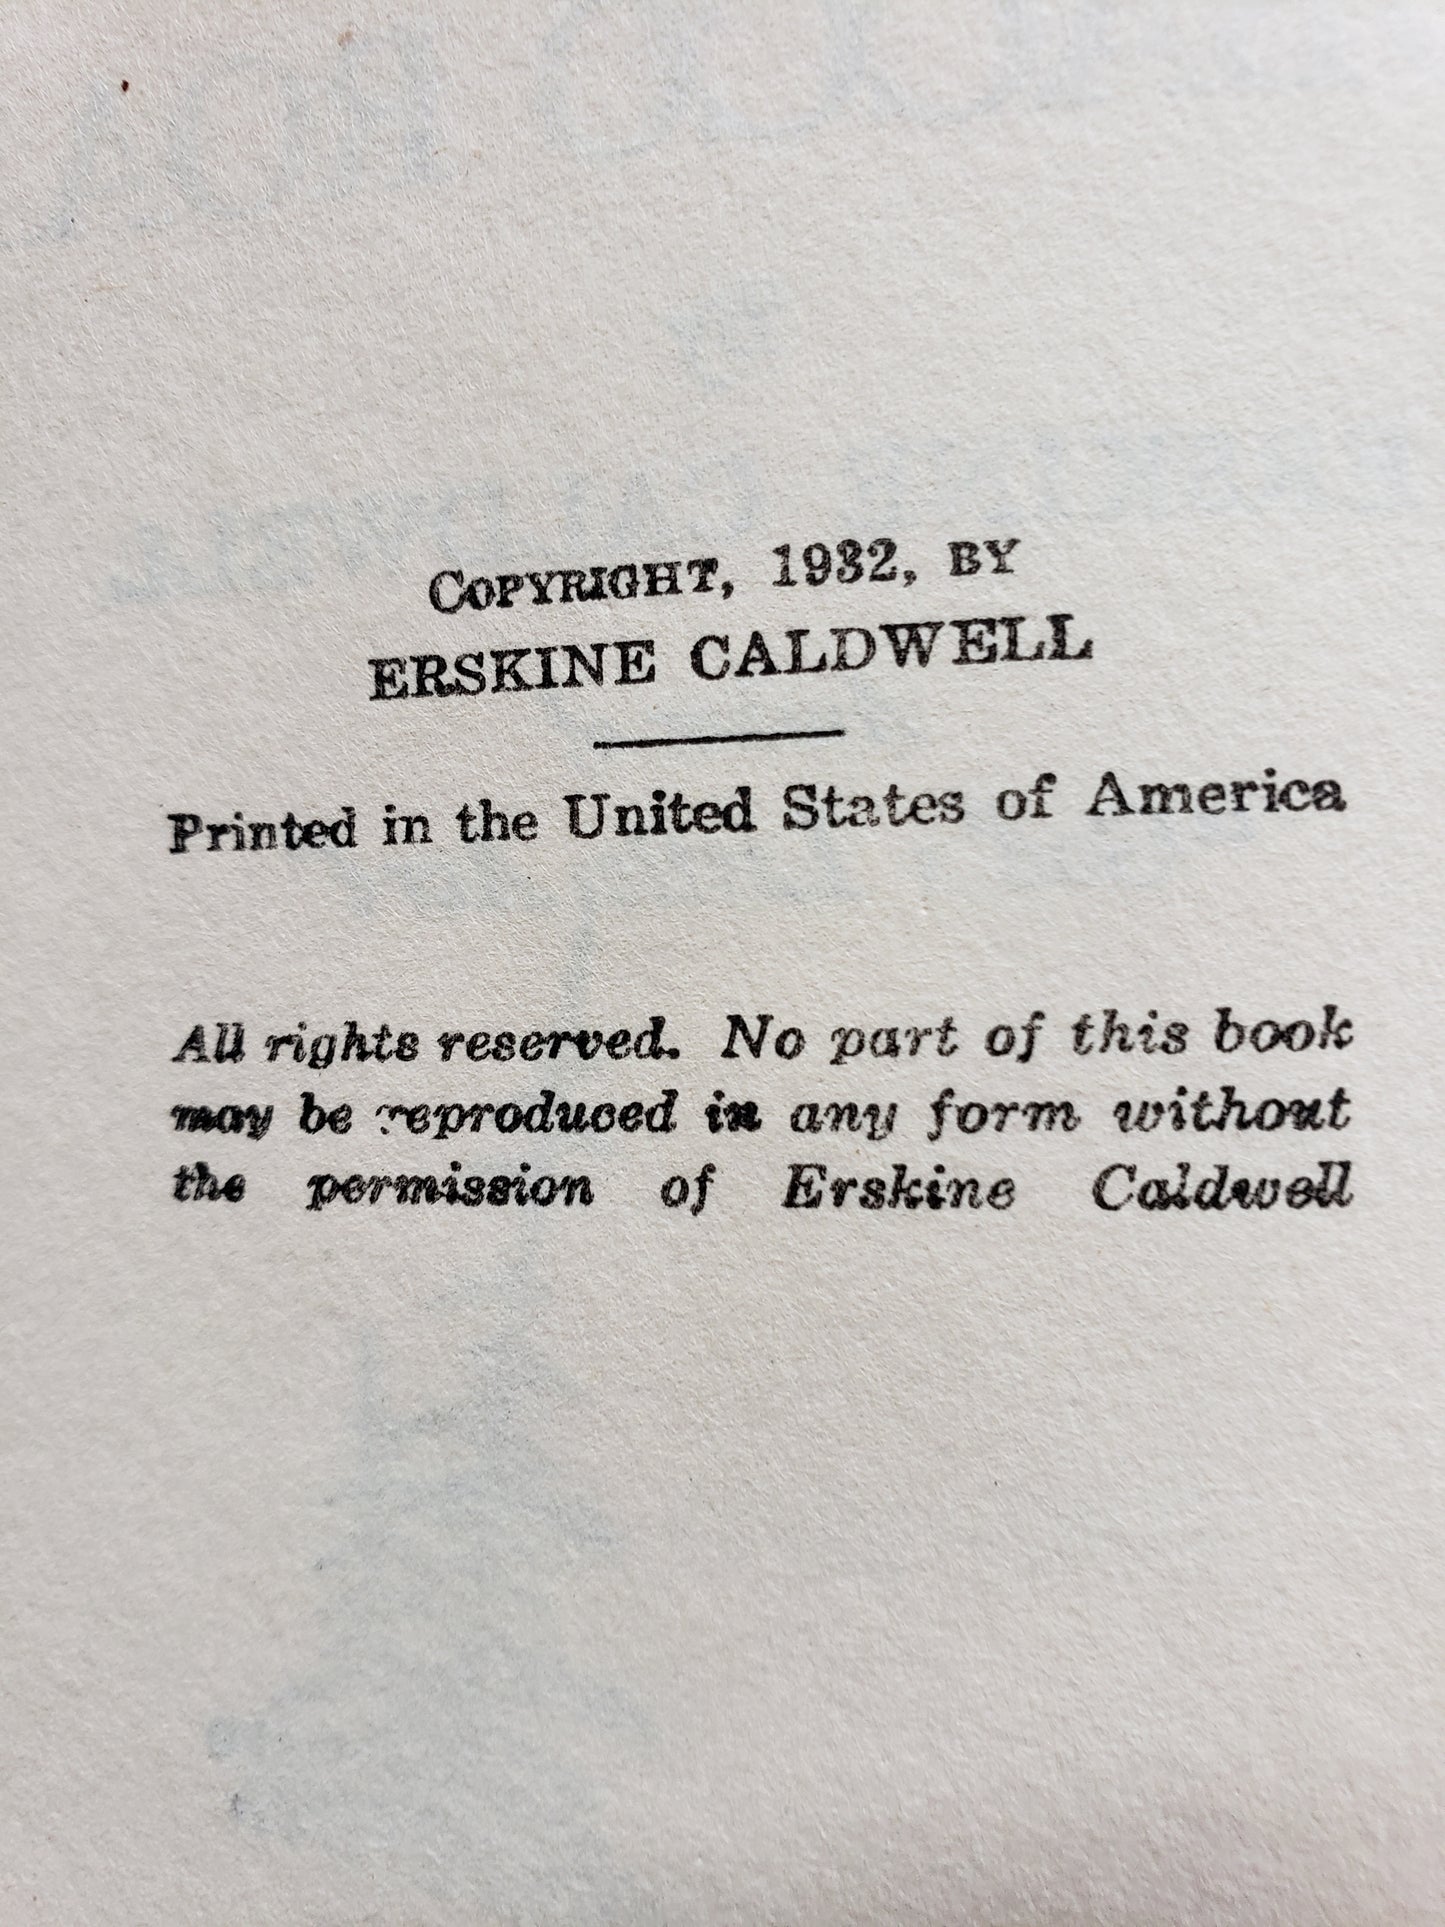 COPYRIGHT, 1932, BY
ERSKINE CALDWELL
Printed in the United States of America
All rights reserved. No part of this book
may be reproduced in any form without
the permission of Erskine Caldwell